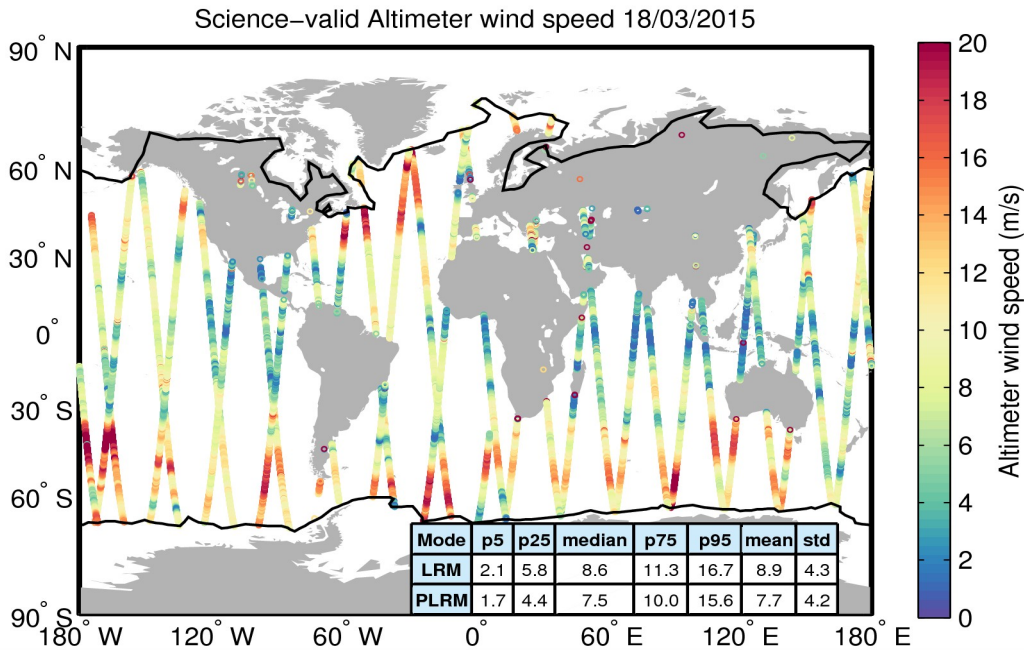 Science−valid Altimeter wind speed 18/03/2015
90° N
60° N
30° N
0°
30° S
60° S
90° S
180° W
120° W
60° W
0°
60° E
120° E
180° E
20
18
16
14
12
10
8
6
4
2
0
Altimeter wind speed (m/s)
Mode p5 p25 median p75 p95 mean std
LRM 2.1 5.8 8.6 11.3 16.7 8.9 4.3
PLRM 1.7 4.4 7.5 10.0 15.6 7.7 4.2